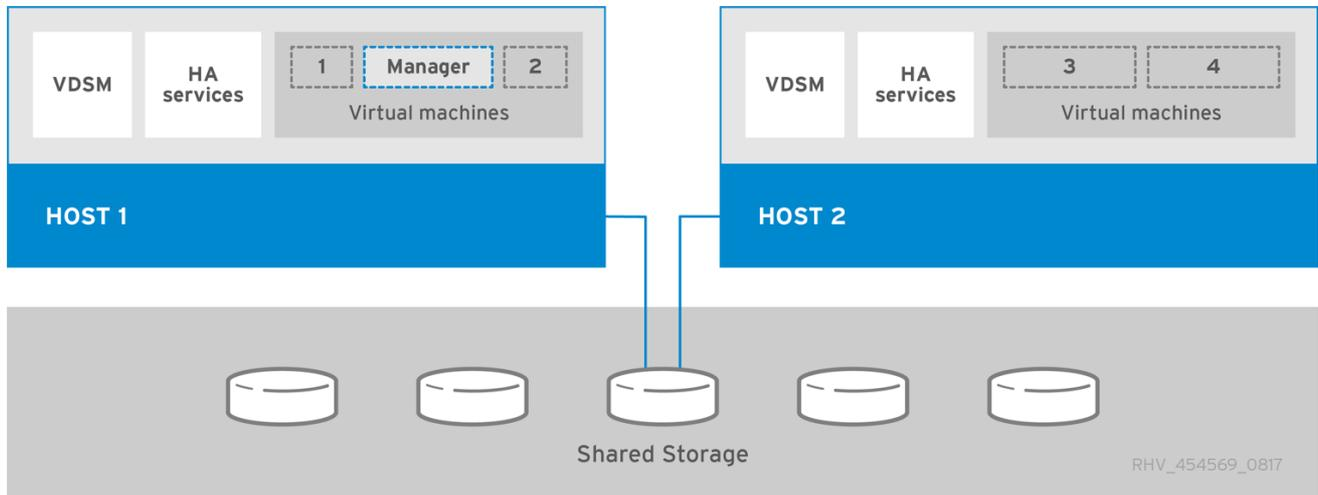 VDSM
HA
services
1
Manager
2
Virtual machines
HOST 1
VDSM
HA
services
3
4
Virtual machines
HOST 2
Shared Storage
RHV_454569_0817